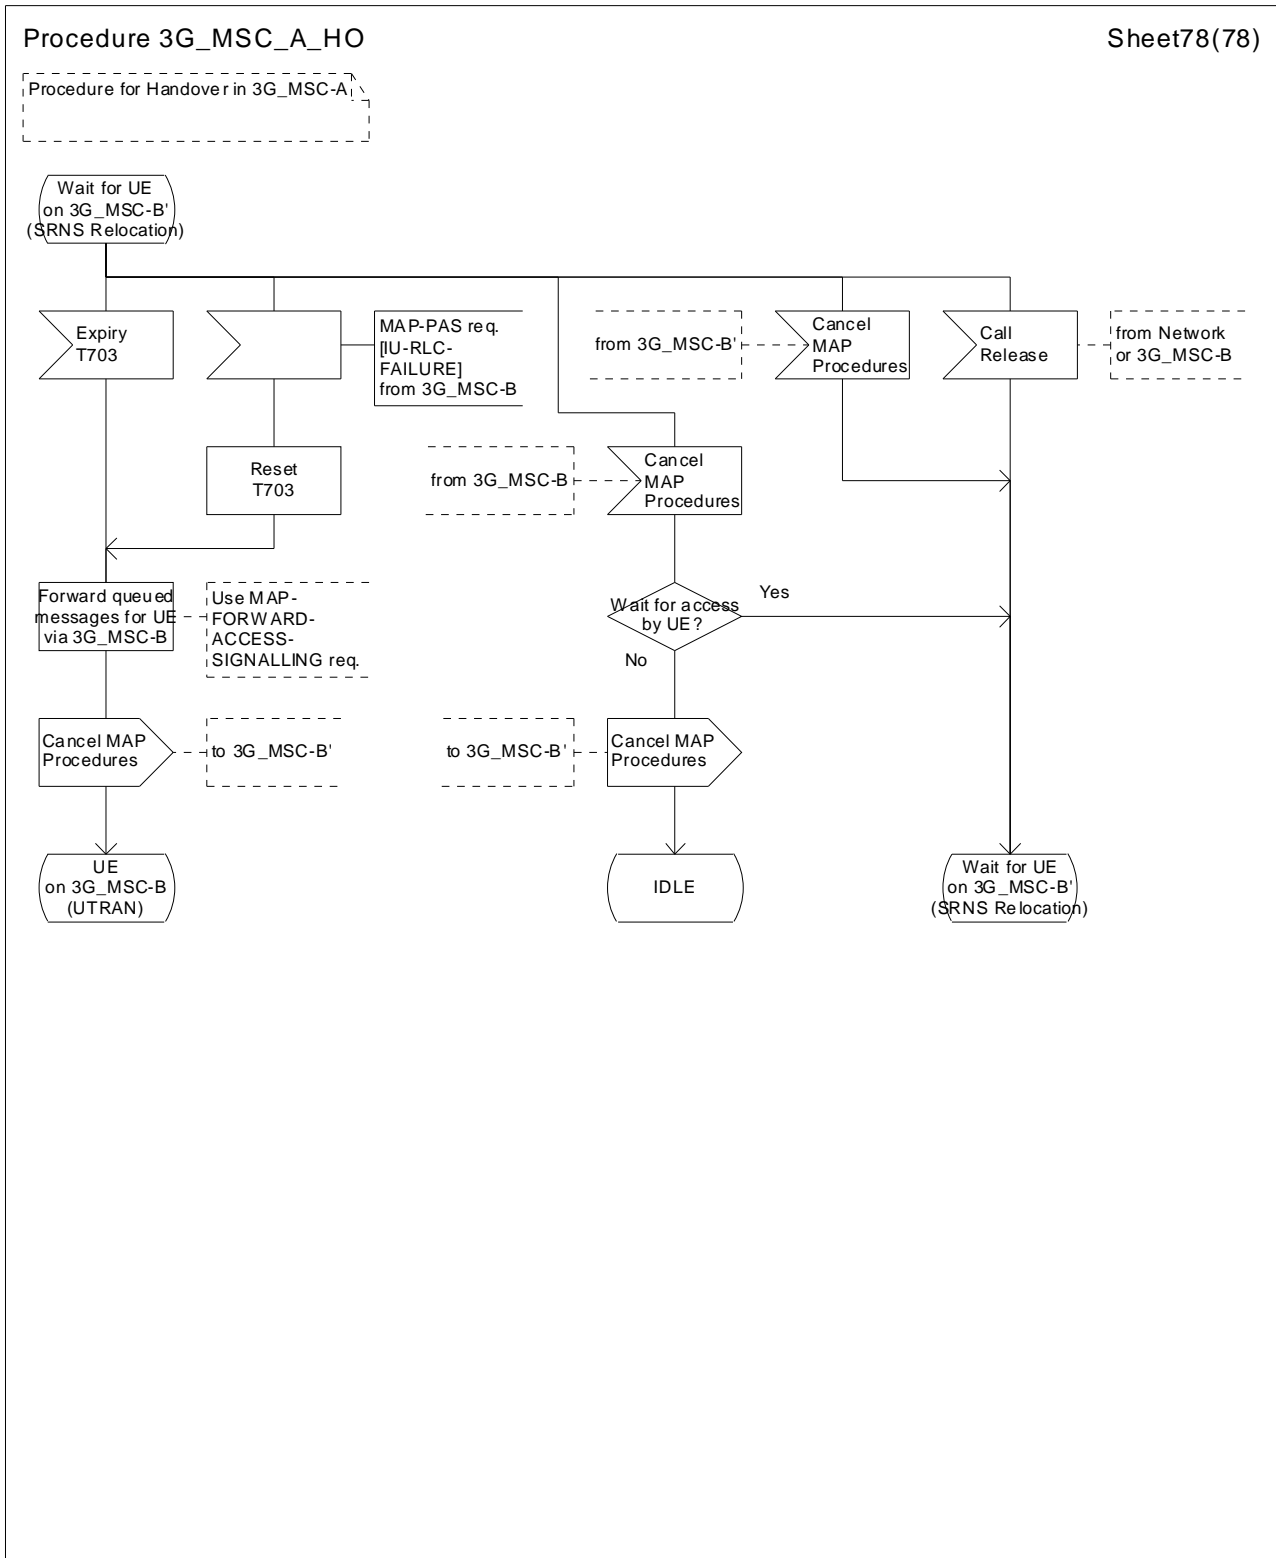 Procedure 3G_MSC_A_HO
Sheet78(78)
Procedure for Handover in 3G_MSC-A
Wait for UE
on 3G_MSC-B'
(SRNS Relocation)
Expiry
T703
MAP-PAS req.
[IU-RLC-
FAILURE]
from 3G_MSC-B
from 3G_MSC-B'
Cancel
MAP
Procedures
Call
Release
from Network
or 3G_MSC-B
Reset
T703
from 3G_MSC-B
Cancel
MAP
Procedures
Forward queued
messages for UE
via 3G_MSC-B
Use MAP-
FORWARD-
ACCESS-
SIGNALLING req.
Wait for access
by UE?
Yes
No
Cancel MAP
Procedures
to 3G_MSC-B'
to 3G_MSC-B'
Cancel MAP
Procedures
UE
on 3G_MSC-B
(UTRAN)
IDLE
Wait for UE
on 3G_MSC-B'
(SRNS Relocation)